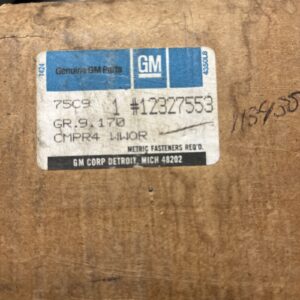 7424
Genuine GM Parts
GM
75C9 1 #12327553
GR.9.170
CMPR4 WWOR
METRIC FASTENERS REQ'D.
GM CORP DETROIT, MICH 48202